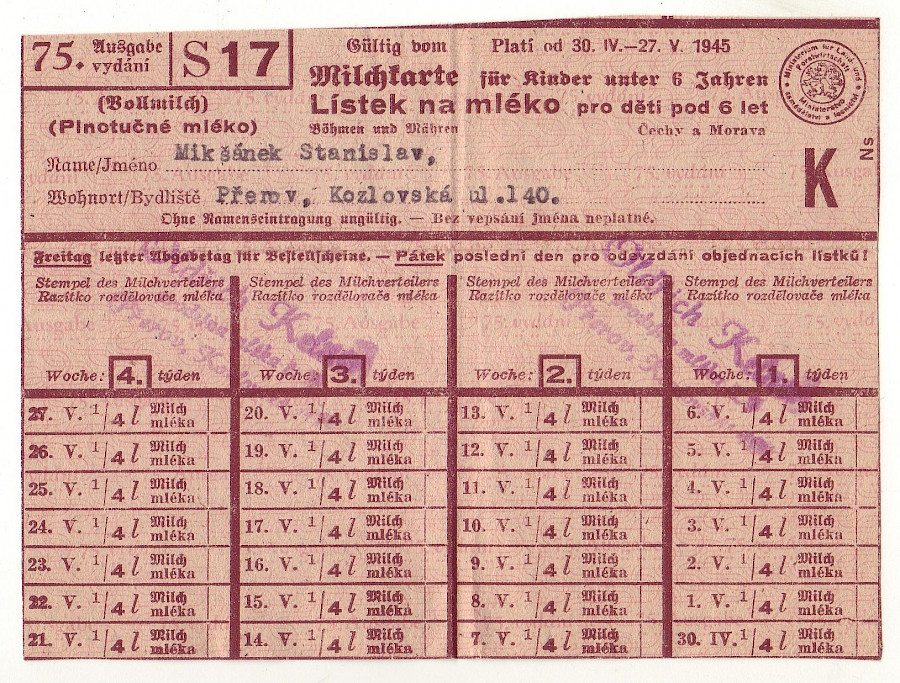 75. Ausgabe
vydání
S17
Gültig vom Platí od 30. IV.—27. V. 1945
Milchkarte für Kinder unter 6 Jahren
Lístek na mléko pro děti pod 6 let
Böhmen und Mähren Čechy a Morava
(Vollmilch)
(Plnotučné mléko)
Name/Jméno Mikšánek Stanislav,
Wohnort/Bydliště Přerov, Kozlovská ul.140.
K
Ns
Ohne Namenseintragung ungültig. — Bez vepsání jména neplatné.
Freitag letzter Abgabetag für Bestellscheine. — Pátek poslední den pro odevzdání objednacích lístků!
Stempel des Milchverteilers
Razítko rozdělovače mléka
Woche: 4. týden
Stempel des Milchverteilers
Razítko rozdělovače mléka
Woche: 3. týden
Stempel des Milchverteilers
Razítko rozdělovače mléka
Woche: 2. týden
Stempel des Milchverteilers
Razítko rozdělovače mléka
Woche: 1. týden
27. V. 1/4 l Milch mléka 20. V. 1/4 l Milch mléka 13. V. 1/4 l Milch mléka 6. V. 1/4 l Milch mléka
26. V. 1/4 l Milch mléka 19. V. 1/4 l Milch mléka 12. V. 1/4 l Milch mléka 5. V. 1/4 l Milch mléka
25. V. 1/4 l Milch mléka 18. V. 1/4 l Milch mléka 11. V. 1/4 l Milch mléka 4. V. 1/4 l Milch mléka
24. V. 1/4 l Milch mléka 17. V. 1/4 l Milch mléka 10. V. 1/4 l Milch mléka 3. V. 1/4 l Milch mléka
23. V. 1/4 l Milch mléka 16. V. 1/4 l Milch mléka 9. V. 1/4 l Milch mléka 2. V. 1/4 l Milch mléka
22. V. 1/4 l Milch mléka 15. V. 1/4 l Milch mléka 8. V. 1/4 l Milch mléka 1. V. 1/4 l Milch mléka
21. V. 1/4 l Milch mléka 14. V. 1/4 l Milch mléka 7. V. 1/4 l Milch mléka 30. IV. 1/4 l Milch mléka